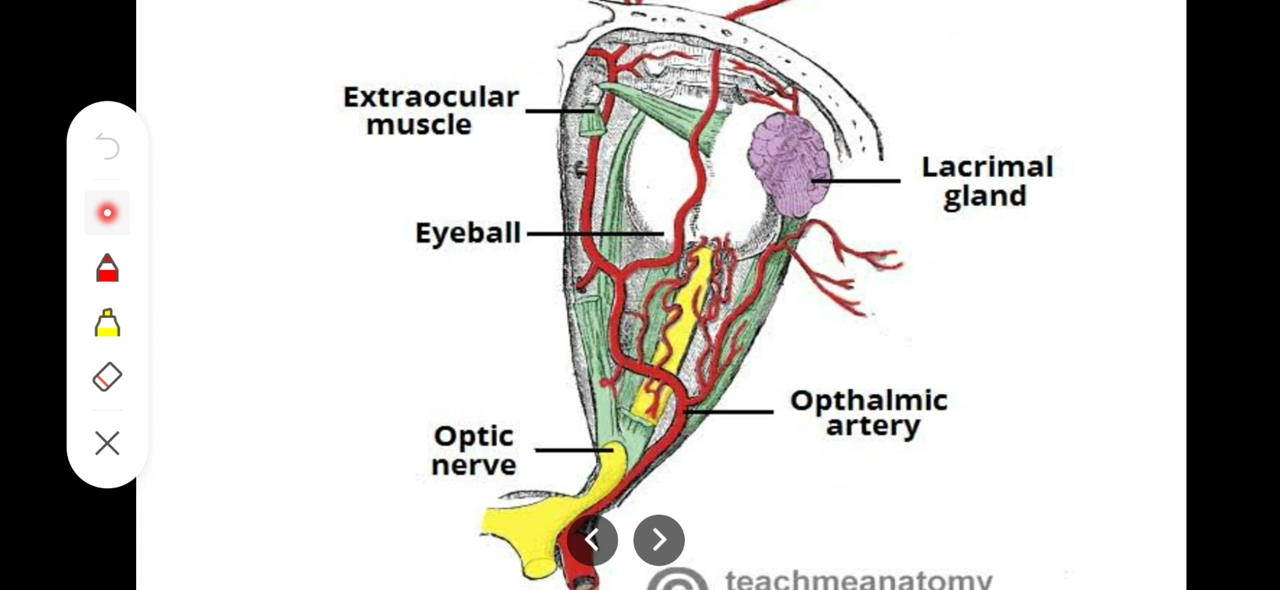 Extraocular
muscle
Lacrimal
gland
Eyeball
Opthalmic
artery
Optic
nerve
© teachmeanatomy